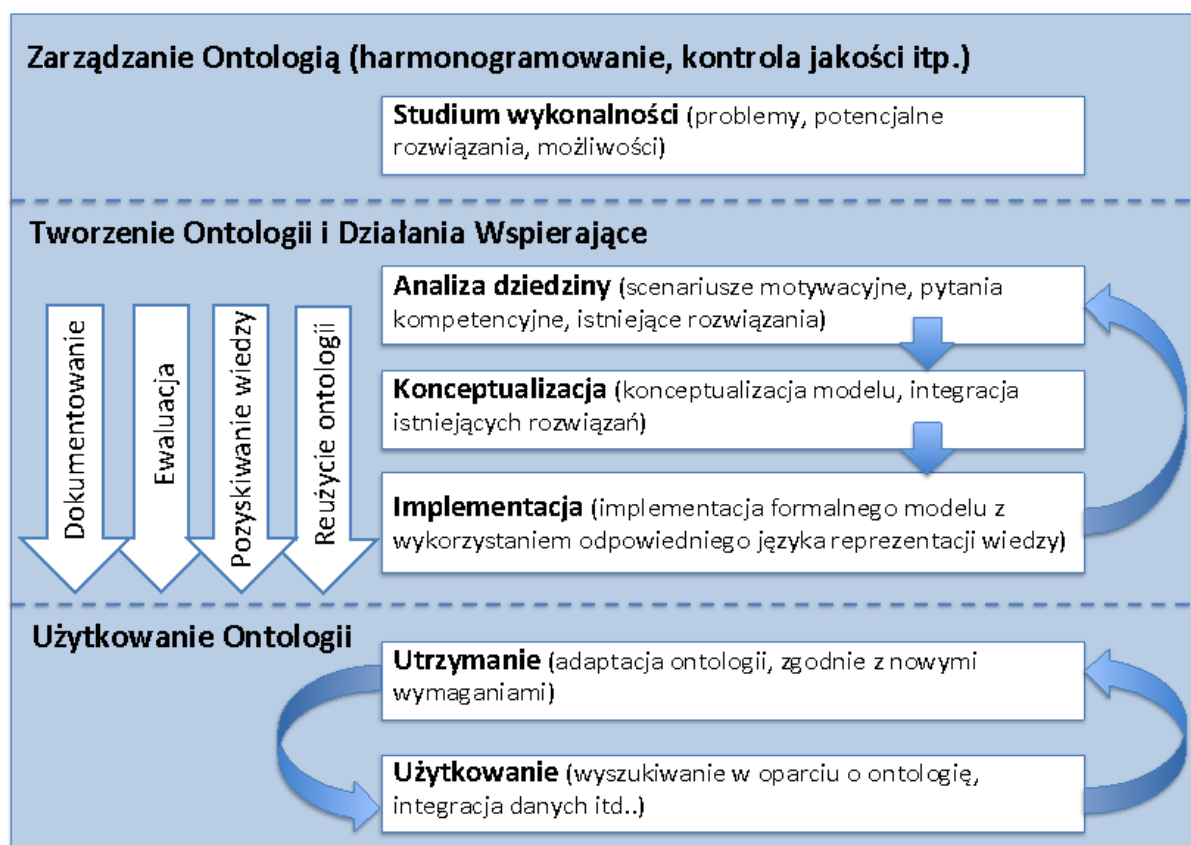 Zarządzanie Ontologią (harmonogramowanie, kontrola jakości itp.)
Studium wykonalności (problemy, potencjalne
rozwiązania, możliwości)
Tworzenie Ontologii i Działania Wspierające
Dokumentowanie
Ewaluacja
Pozyskiwanie wiedzy
Reużycie ontologii
Analiza dziedziny (scenariusze motywacyjne, pytania
kompetencyjne, istniejące rozwiązania)
Konceptualizacja (konceptualizacja modelu, integracja
istniejących rozwiązań)
Implementacja (implementacja formalnego modelu z
wykorzystaniem odpowiedniego języka reprezentacji wiedzy)
Użytkowanie Ontologii
Utrzymanie (adaptacja ontologii, zgodnie z nowymi
wymaganiami)
Użytkowanie (wyszukiwanie w oparciu o ontologię,
integracja danych itd..)